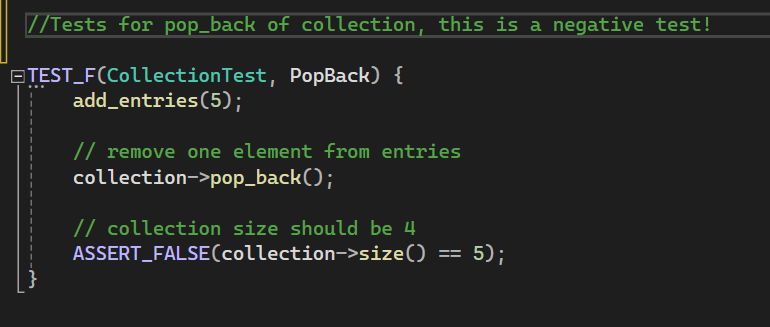 //Tests for pop_back of collection, this is a negative test!
TEST_F(CollectionTest, PopBack) {
add_entries(5);
// remove one element from entries
collection->pop_back();
// collection size should be 4
ASSERT_FALSE(collection->size() == 5);
}